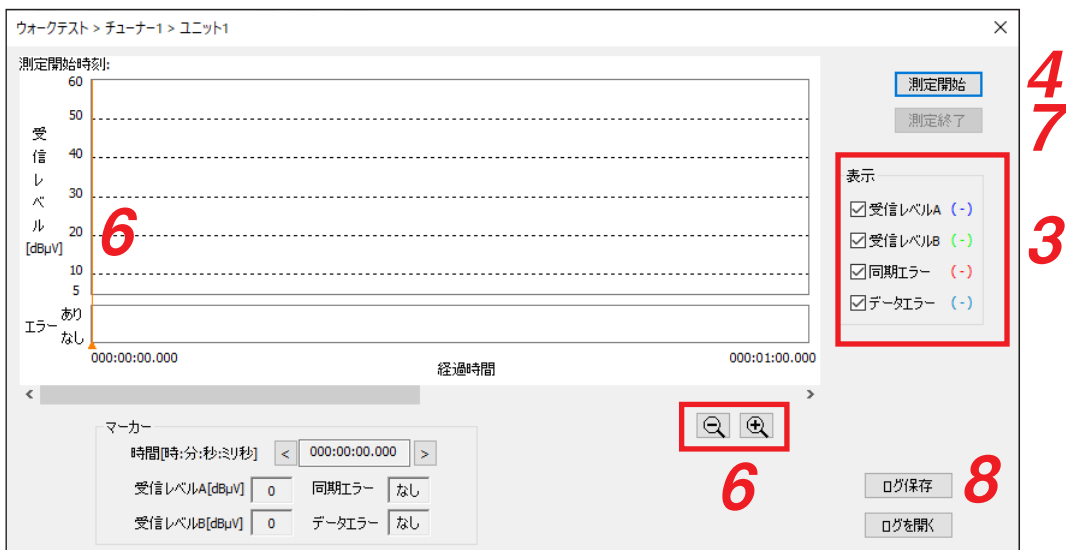 ウォークテスト > チューナー1 > ユニット1
測定開始時刻:
60
50
40
30
20
10
5
受信レベル
[dBμV]
6
エラー
あり
なし
000:00:00.000
経過時間
000:01:00.000
測定開始
4
測定終了
7
表示
受信レベルA (-)
受信レベルB (-)
同期エラー (-)
データエラー (-)
3
6
マーカー
時間[時:分:秒:ミリ秒] < 000:00:00.000 >
受信レベルA[dBμV] 0 同期エラー なし
受信レベルB[dBμV] 0 データエラー なし
ログ保存
8
ログを開く